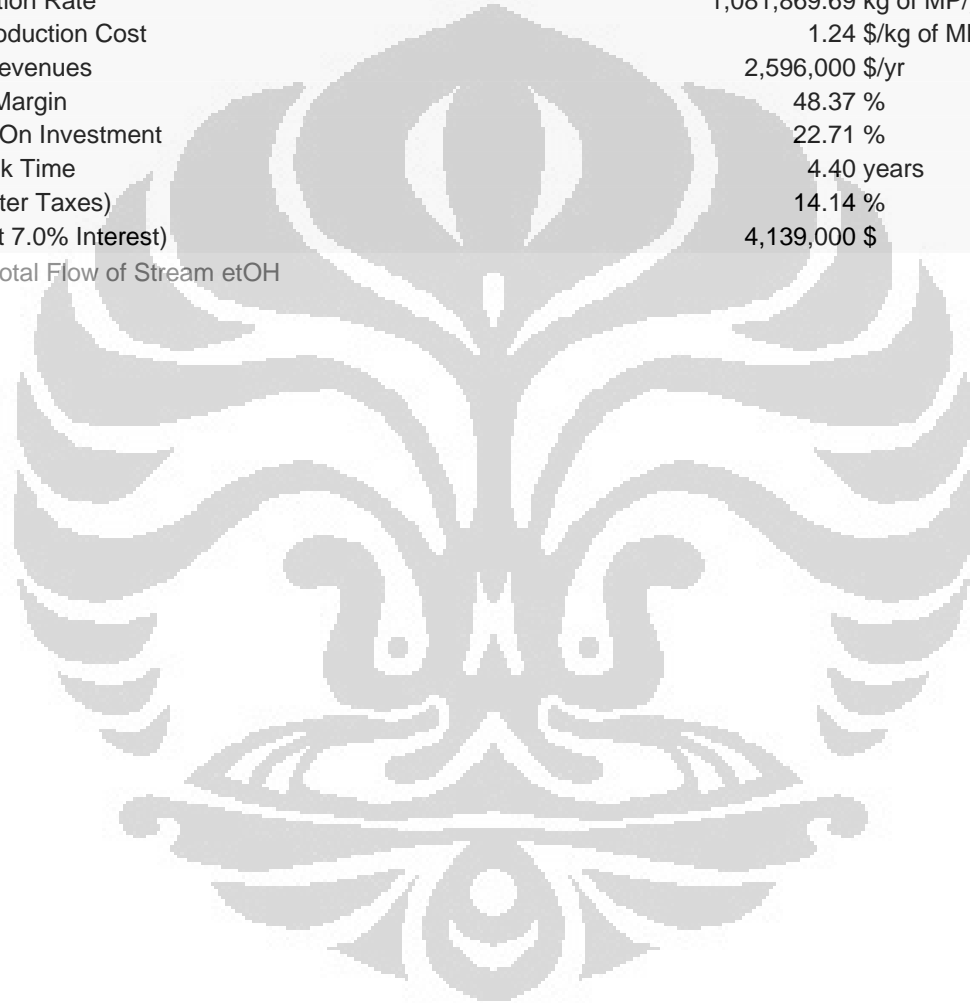 tion Rate 1,081,869.69 kg of MP/
oduction Cost 1.24 $/kg of MP
evenues 2,596,000 $/yr
Margin 48.37 %
On Investment 22.71 %
k Time 4.40 years
ter Taxes) 14.14 %
t 7.0% Interest) 4,139,000 $
otal Flow of Stream etOH